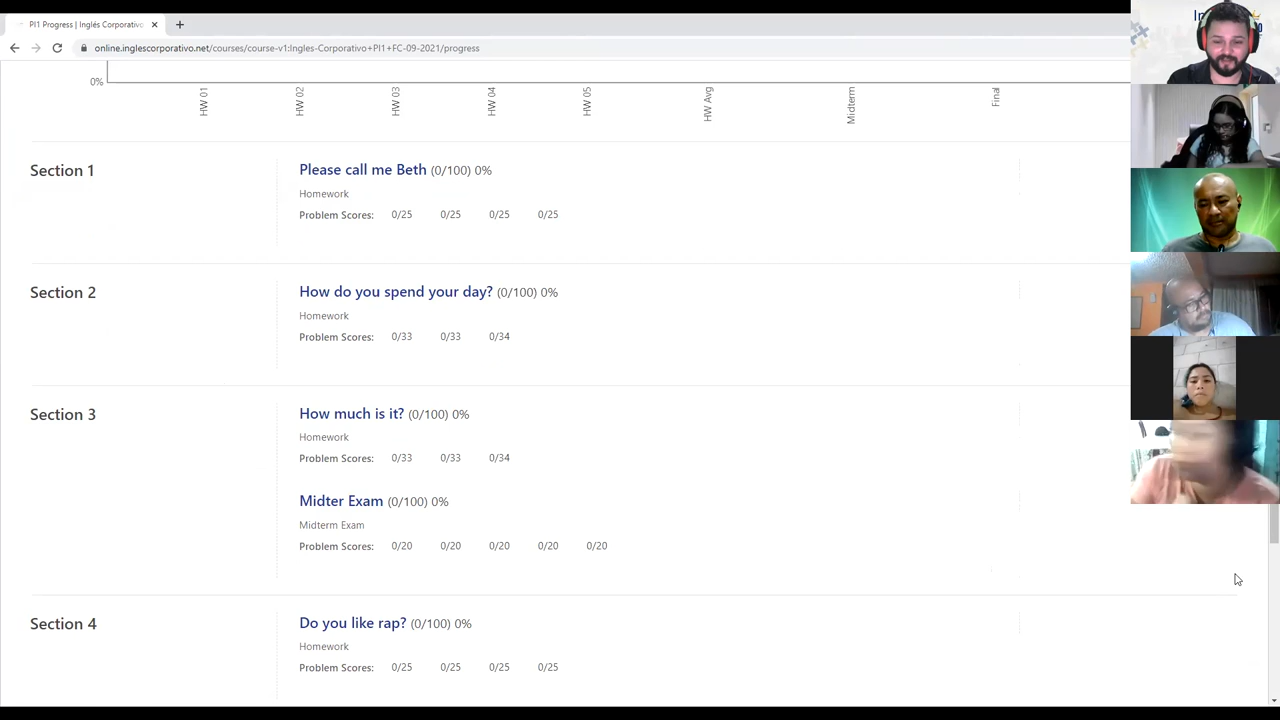 PI1 Progress | Inglés Corporativo
online.inglescorporativo.net/courses/course-v1:Ingles-Corporativo+PI1+FC-09-2021/progress
0%
HW 01
HW 02
HW 03
HW 04
HW 05
HW Avg
Midterm
Final
Section 1
Please call me Beth (0/100) 0%
Homework
Problem Scores: 0/25 0/25 0/25 0/25
Section 2
How do you spend your day? (0/100) 0%
Homework
Problem Scores: 0/33 0/33 0/34
Section 3
How much is it? (0/100) 0%
Homework
Problem Scores: 0/33 0/33 0/34
Midter Exam (0/100) 0%
Midterm Exam
Problem Scores: 0/20 0/20 0/20 0/20 0/20
Section 4
Do you like rap? (0/100) 0%
Homework
Problem Scores: 0/25 0/25 0/25 0/25